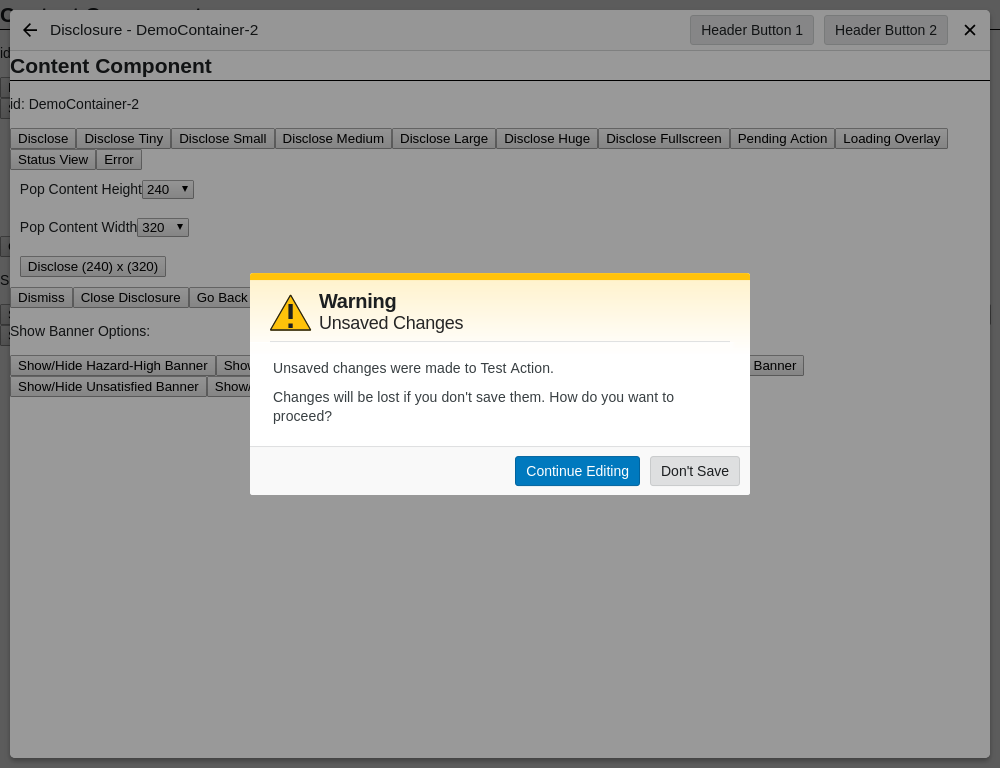 Disclosure - DemoContainer-2
Header Button 1
Header Button 2
Content Component
id: DemoContainer-2
Disclose
Disclose Tiny
Disclose Small
Disclose Medium
Disclose Large
Disclose Huge
Disclose Fullscreen
Pending Action
Loading Overlay
Status View
Error
Pop Content Height 240
Pop Content Width 320
Disclose (240) x (320)
Dismiss
Close Disclosure
Go Back
Show Banner Options:
Show/Hide Hazard-High Banner
Banner
Show/Hide Unsatisfied Banner
Warning
Unsaved Changes
Unsaved changes were made to Test Action.
Changes will be lost if you don't save them. How do you want to
proceed?
Continue Editing
Don't Save